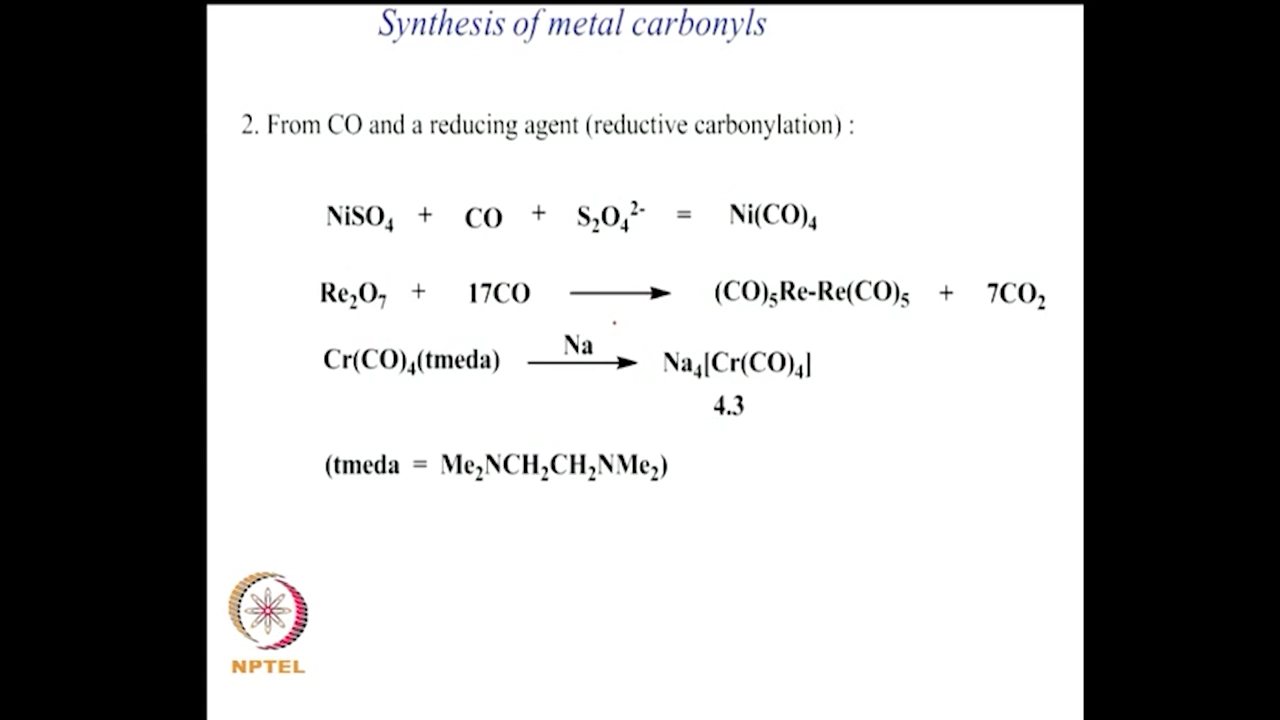 Synthesis of metal carbonyls
2. From CO and a reducing agent (reductive carbonylation) :
NiSO₄ + CO + S₂O₄²⁻ = Ni(CO)₄
Re₂O₇ + 17CO ⟶ (CO)₅Re-Re(CO)₅ + 7CO₂
Na
Cr(CO)₄(tmeda) ⟶ Na₄[Cr(CO)₄]
4.3
(tmeda = Me₂NCH₂CH₂NMe₂)
NPTEL